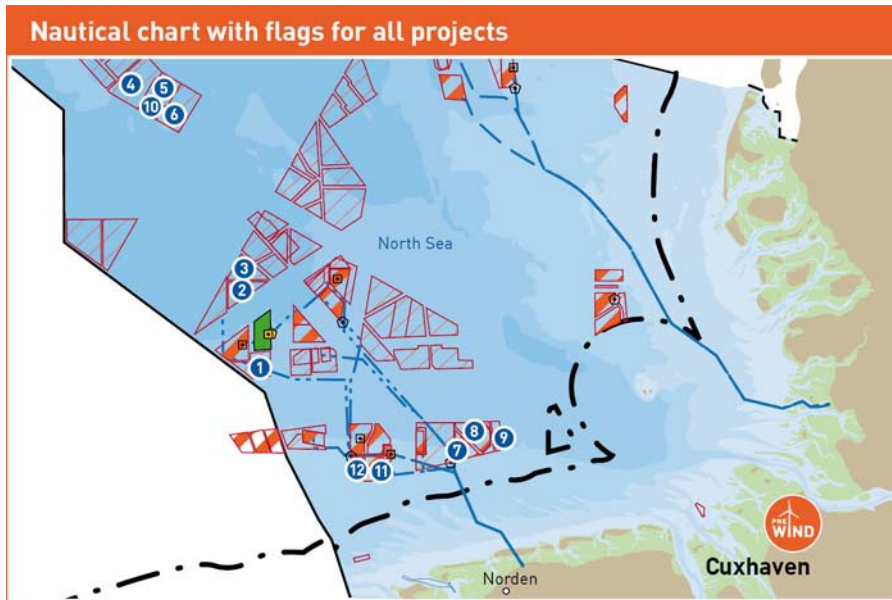 Nautical chart with flags for all projects
4
5
10
6
North Sea
3
2
1
8
9
7
12
11
PNE
WIND
Cuxhaven
Norden